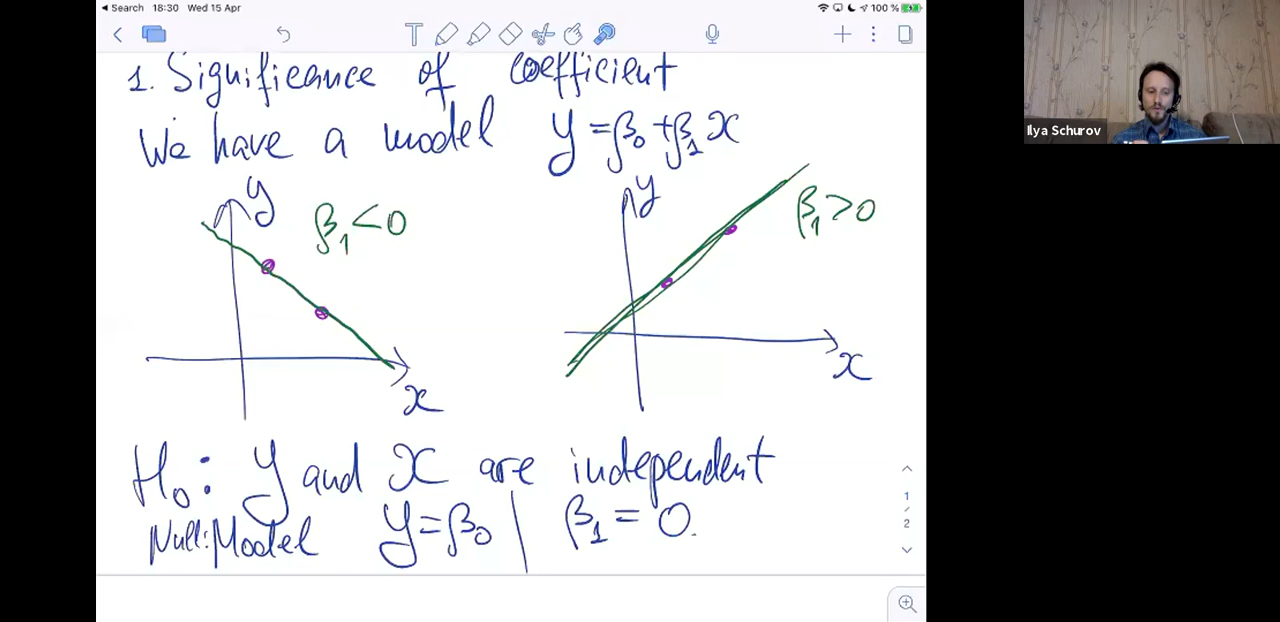 Search 18:30 Wed 15 Apr 100 %
T
1. Significance of coefficient
We have a model y = β₀ + β₁ x
y β₁ < 0 y β₁ > 0
x x
H₀: y and x are independent
Null: Model y = β₀ | β₁ = 0.
1
/
2
Ilya Schurov